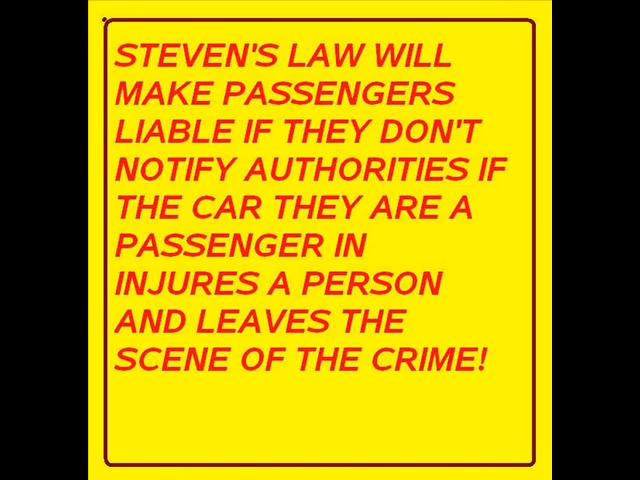 STEVEN'S LAW WILL
MAKE PASSENGERS
LIABLE IF THEY DON'T
NOTIFY AUTHORITIES IF
THE CAR THEY ARE A
PASSENGER IN
INJURES A PERSON
AND LEAVES THE
SCENE OF THE CRIME!